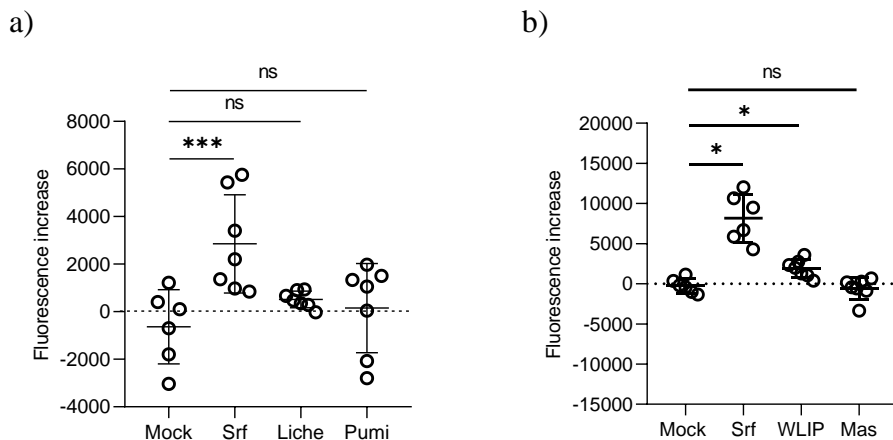 a)
ns
ns
***
8000
6000
4000
2000
0
-2000
-4000
Fluorescence increase
Mock Srf Liche Pumi
b)
ns
*
*
20000
15000
10000
5000
0
-5000
-10000
-15000
Fluorescence increase
Mock Srf WLIP Mas